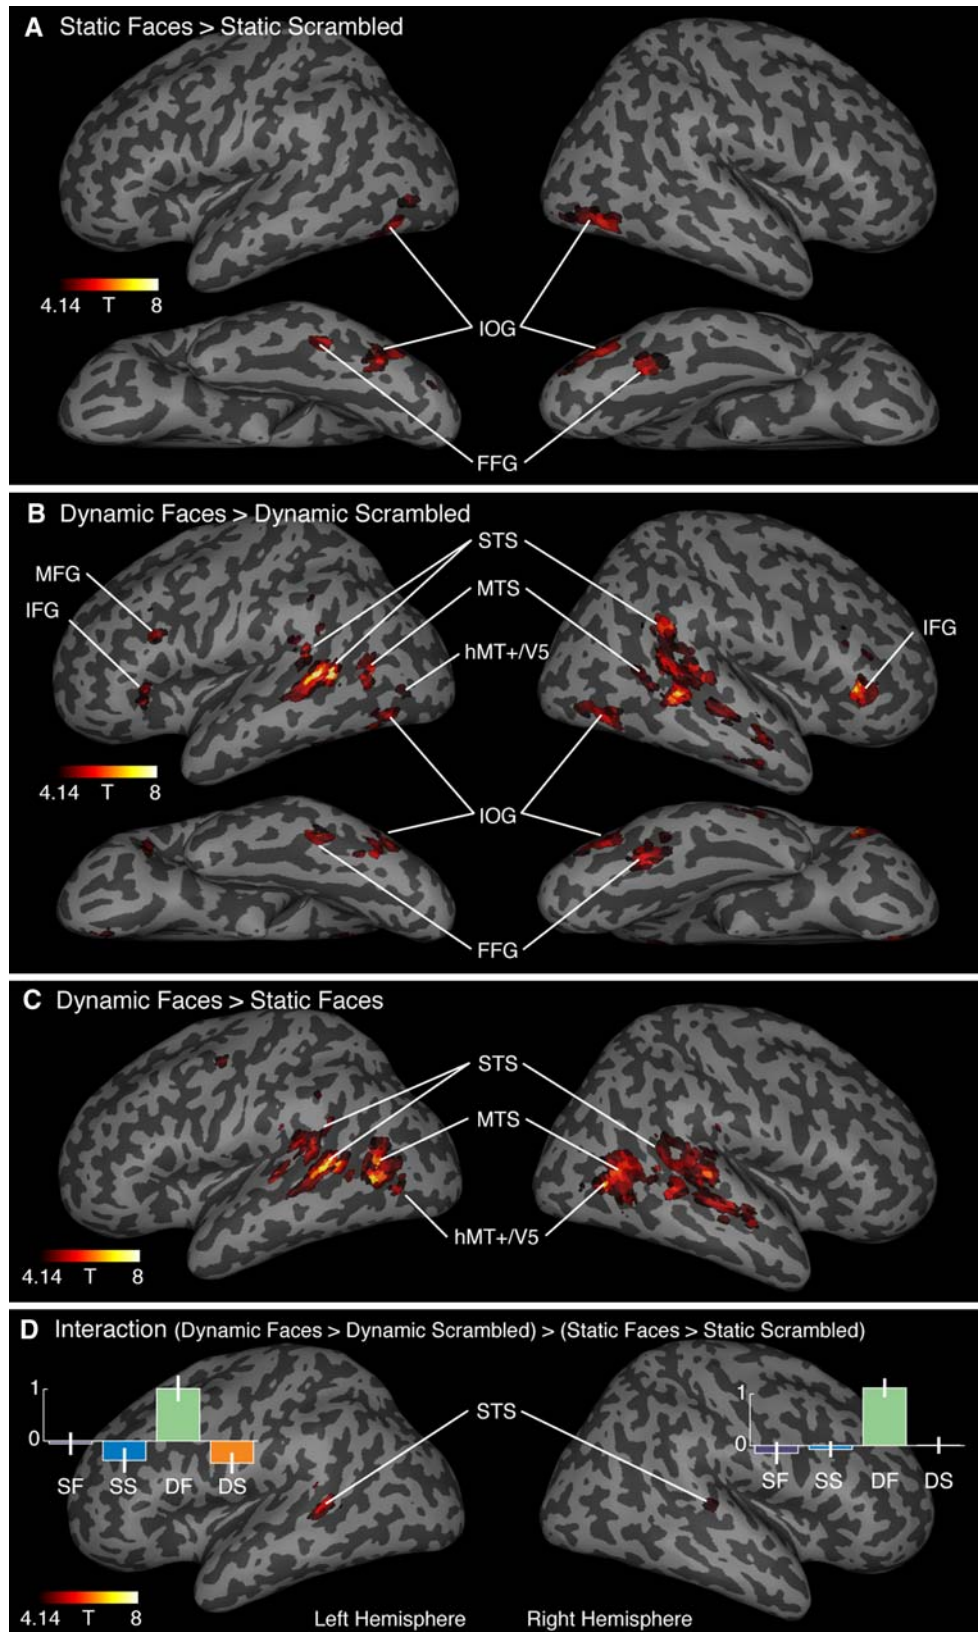 A Static Faces > Static Scrambled
4.14 T 8
IOG
FFG
B Dynamic Faces > Dynamic Scrambled
STS
MFG
MTS
IFG
IFG
hMT+/V5
4.14 T 8
IOG
FFG
C Dynamic Faces > Static Faces
STS
MTS
hMT+/V5
4.14 T 8
D Interaction (Dynamic Faces > Dynamic Scrambled) > (Static Faces > Static Scrambled)
1
0
SF SS DF DS
STS
1
0
SF SS DF DS
4.14 T 8
Left Hemisphere Right Hemisphere